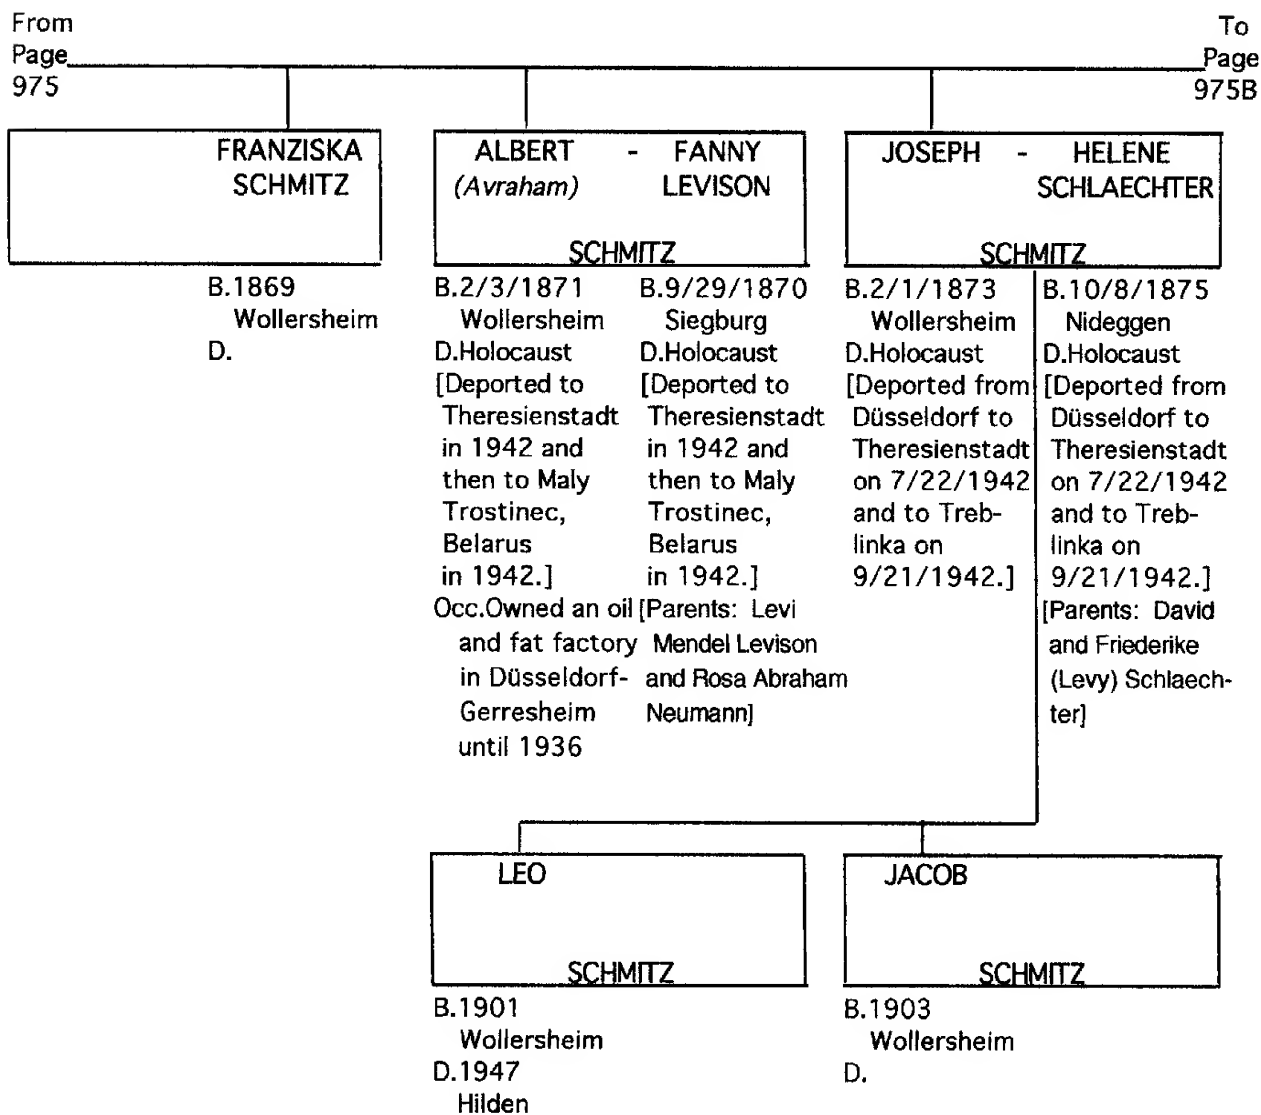 From
Page
975
To
Page
975B
FRANZISKA
SCHMITZ
B.1869
Wollersheim
D.
ALBERT - FANNY
(Avraham) LEVISON
SCHMITZ
B.2/3/1871
Wollersheim
D.Holocaust
[Deported to
Theresienstadt
in 1942 and
then to Maly
Trostinec,
Belarus
in 1942.]
Occ.Owned an oil
and fat factory
in Düsseldorf-
Gerresheim
until 1936
B.9/29/1870
Siegburg
D.Holocaust
[Deported to
Theresienstadt
in 1942 and
then to Maly
Trostinec,
Belarus
in 1942.]
[Parents: Levi
Mendel Levison
and Rosa Abraham
Neumann]
JOSEPH - HELENE
SCHLAECHTER
SCHMITZ
B.2/1/1873
Wollersheim
D.Holocaust
[Deported from
Düsseldorf to
Theresienstadt
on 7/22/1942
and to Treb-
linka on
9/21/1942.]
B.10/8/1875
Nideggen
D.Holocaust
[Deported from
Düsseldorf to
Theresienstadt
on 7/22/1942
and to Treb-
linka on
9/21/1942.]
[Parents: David
and Friederike
(Levy) Schlaech-
ter]
LEO
SCHMITZ
B.1901
Wollersheim
D.1947
Hilden
JACOB
SCHMITZ
B.1903
Wollersheim
D.